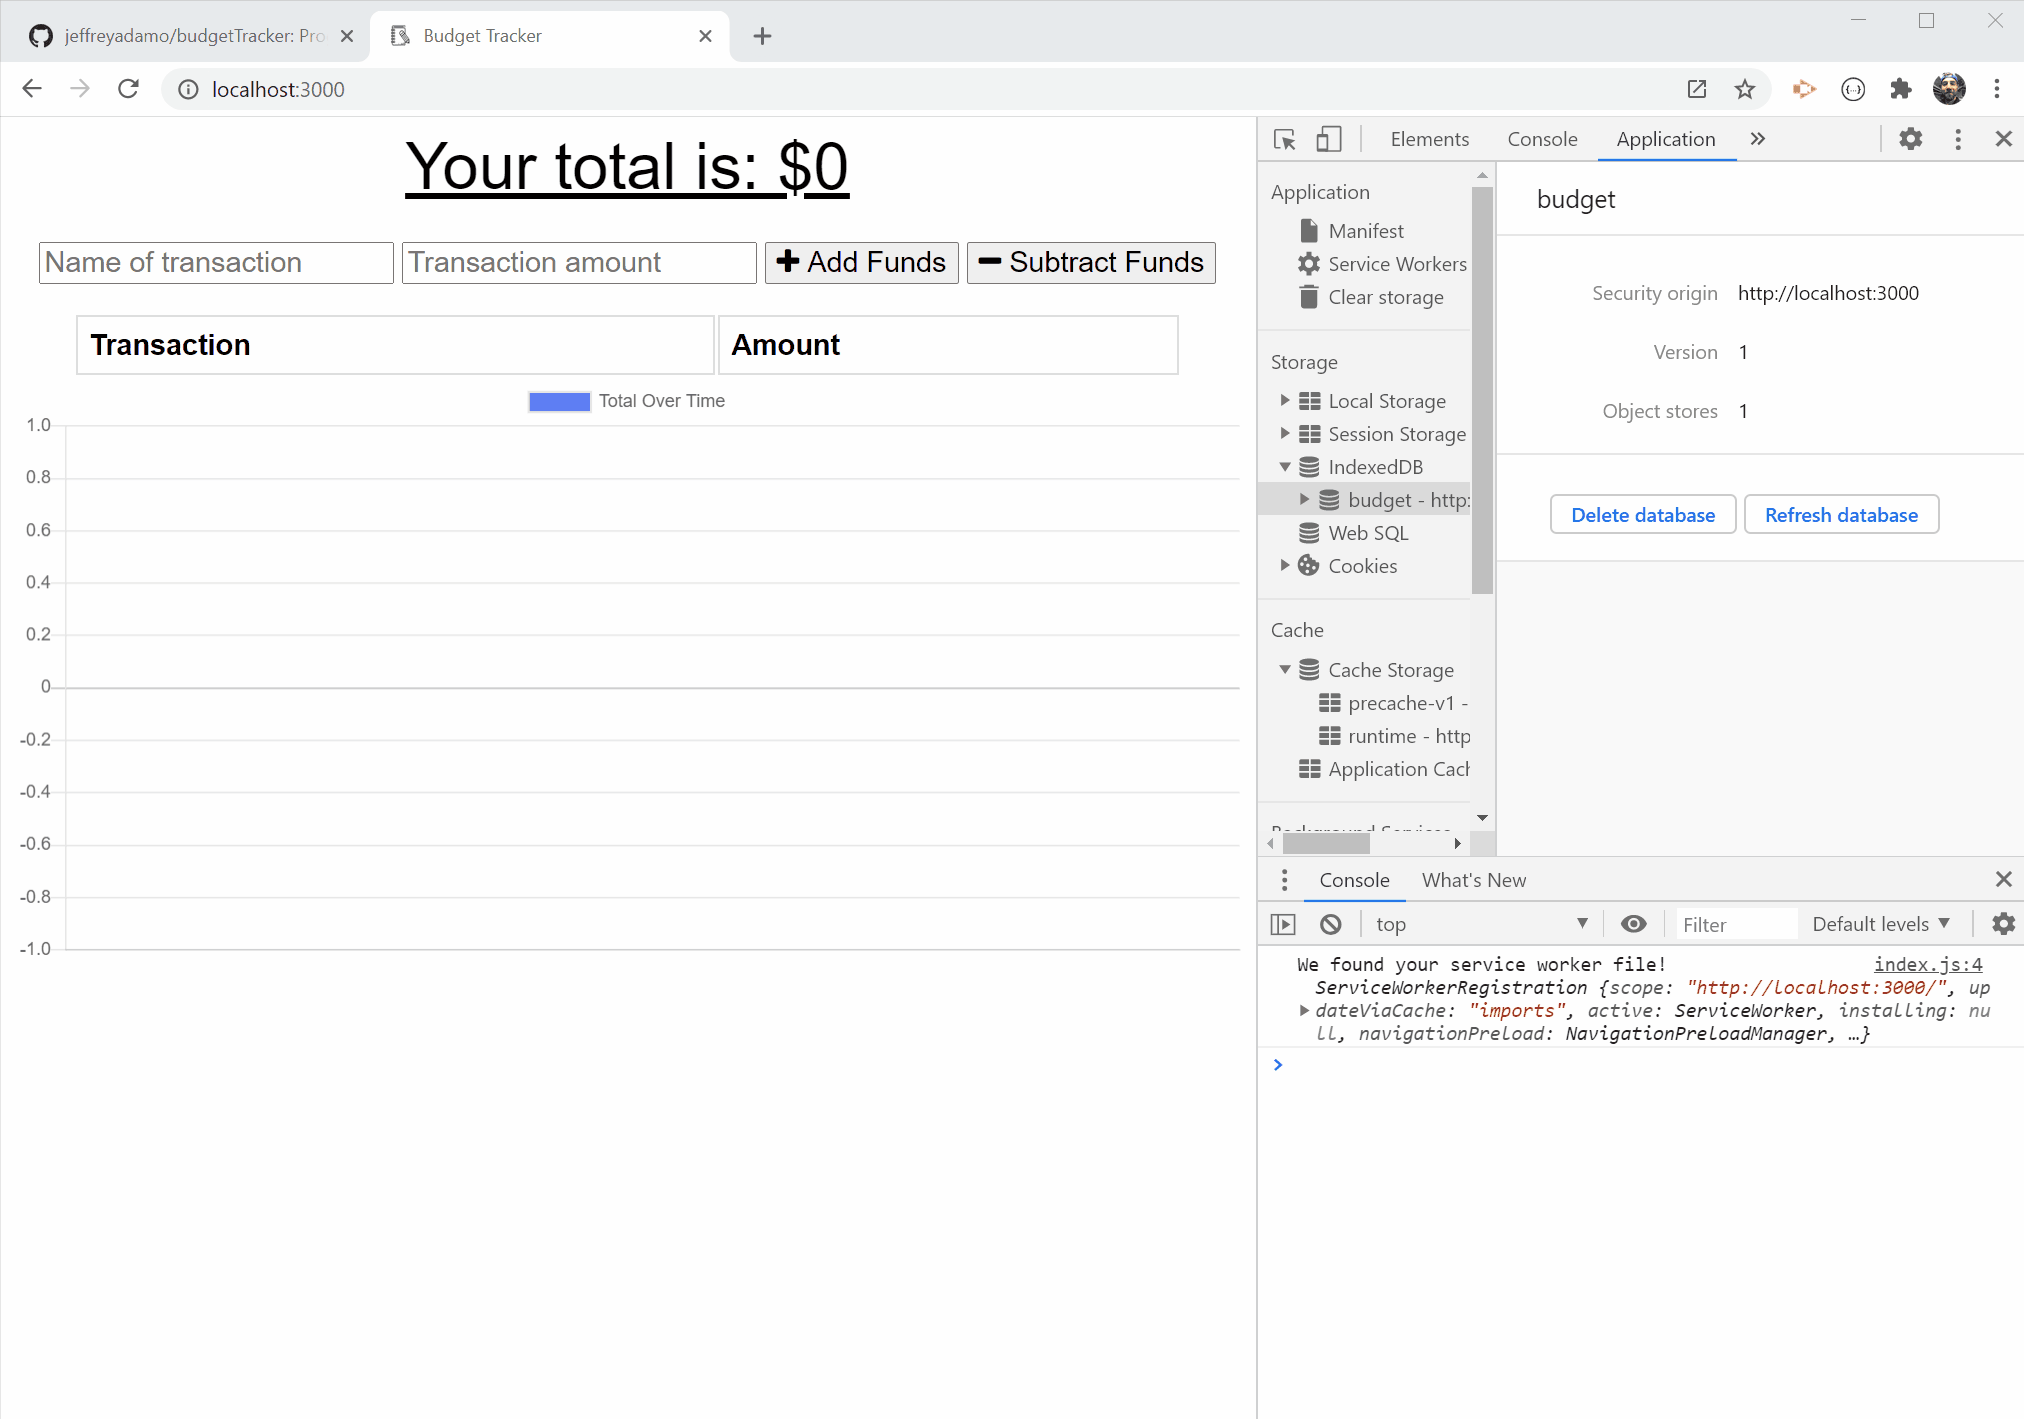 jeffreyadamo/budgetTracker: Pro
Budget Tracker
localhost:3000
Your total is: $0
Name of transaction
Transaction amount
Add Funds
Subtract Funds
Transaction
Amount
Total Over Time
1.0
0.8
0.6
0.4
0.2
0
-0.2
-0.4
-0.6
-0.8
-1.0
Elements
Console
Application
Application
Manifest
Service Workers
Clear storage
Storage
Local Storage
Session Storage
IndexedDB
budget - http:
Web SQL
Cookies
Cache
Cache Storage
precache-v1 -
runtime - http
Application Cach
Background Services
budget
Security origin http://localhost:3000
Version 1
Object stores 1
Delete database
Refresh database
Console
What's New
top
Filter
Default levels
We found your service worker file! index.js:4
ServiceWorkerRegistration {scope: "http://localhost:3000/", up
dateViaCache: "imports", active: ServiceWorker, installing: nu
ll, navigationPreload: NavigationPreloadManager, …}